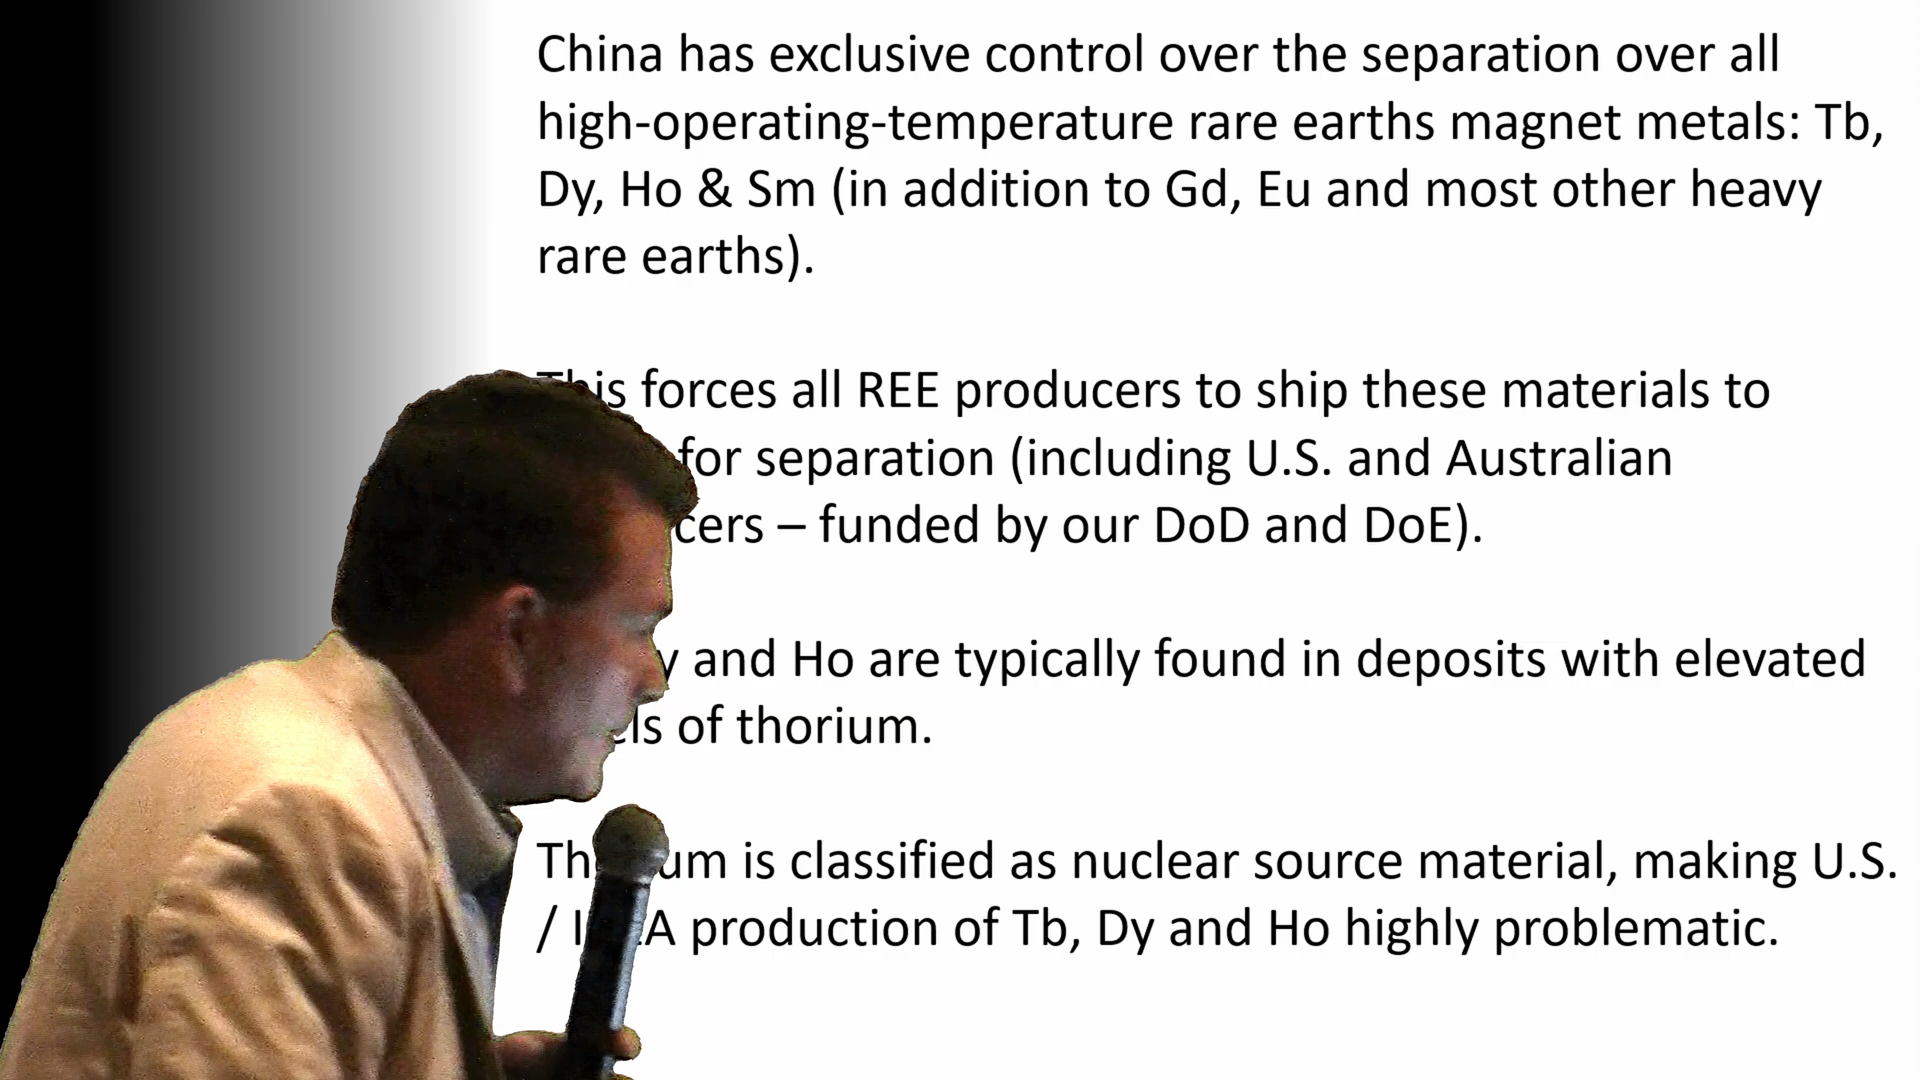 China has exclusive control over the separation over all
high-operating-temperature rare earths magnet metals: Tb,
Dy, Ho & Sm (in addition to Gd, Eu and most other heavy
rare earths).
This forces all REE producers to ship these materials to
for separation (including U.S. and Australian
– funded by our DoD and DoE).
and Ho are typically found in deposits with elevated
of thorium.
is classified as nuclear source material, making U.S.
/ production of Tb, Dy and Ho highly problematic.